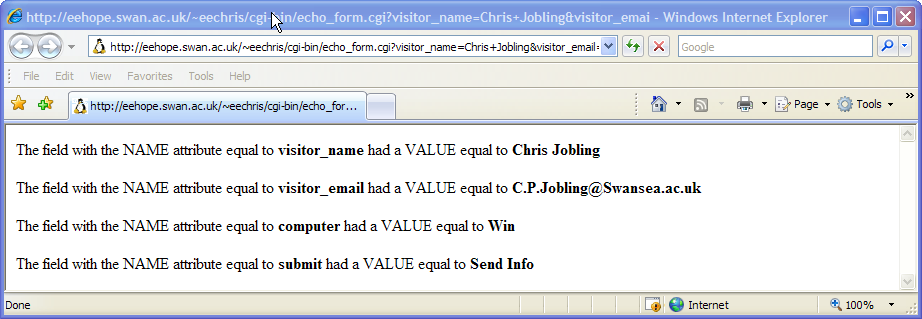 http://eehope.swan.ac.uk/~eechris/cgi-bin/echo_form.cgi?visitor_name=Chris+Jobling&visitor_emai - Windows Internet Explorer
http://eehope.swan.ac.uk/~eechris/cgi-bin/echo_form.cgi?visitor_name=Chris+Jobling&visitor_email= Google
File Edit View Favorites Tools Help
http://eehope.swan.ac.uk/~eechris/cgi-bin/echo_for... Page Tools
The field with the NAME attribute equal to visitor_name had a VALUE equal to Chris Jobling
The field with the NAME attribute equal to visitor_email had a VALUE equal to C.P.Jobling@Swansea.ac.uk
The field with the NAME attribute equal to computer had a VALUE equal to Win
The field with the NAME attribute equal to submit had a VALUE equal to Send Info
Done Internet 100%